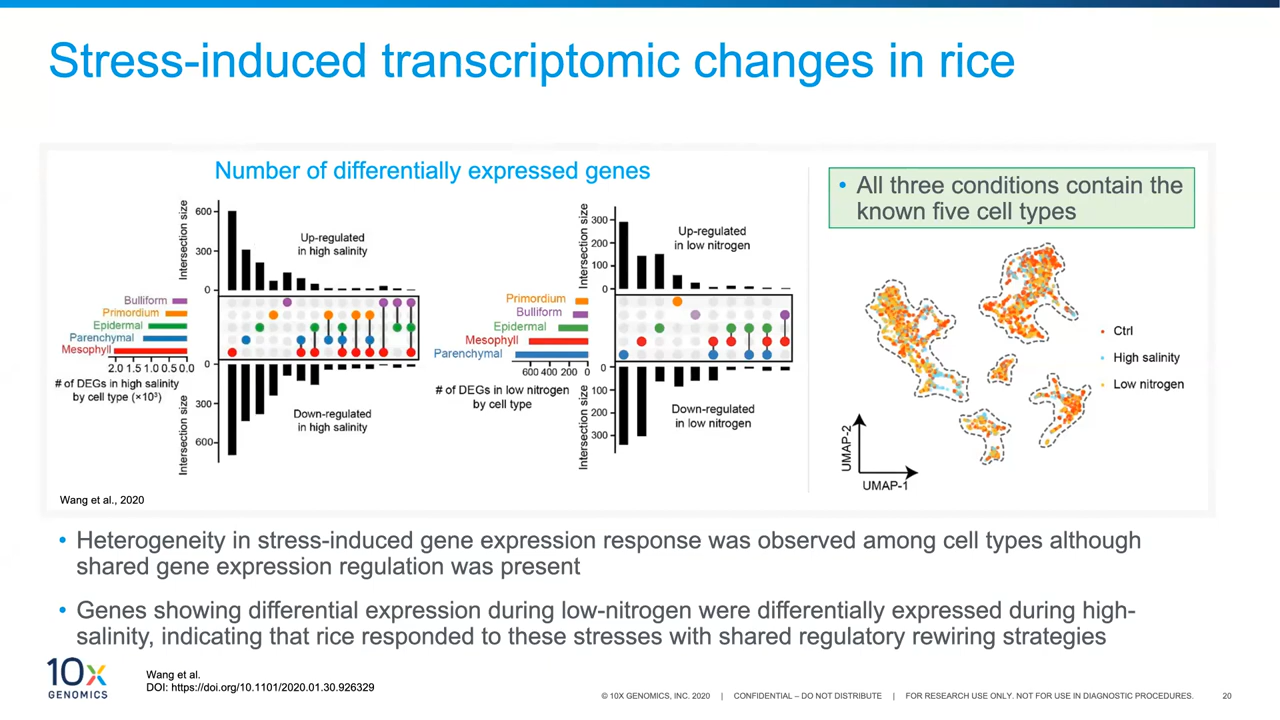 Stress-induced transcriptomic changes in rice
Number of differentially expressed genes
Intersection size
600
300
0
Up-regulated
in high salinity
Bulliform
Primordium
Epidermal
Parenchymal
Mesophyll
2.0 1.5 1.0 0.5 0.0
# of DEGs in high salinity
by cell type (×10³)
Intersection size
0
300
600
Down-regulated
in high salinity
Intersection size
300
200
100
0
Up-regulated
in low nitrogen
Primordium
Bulliform
Epidermal
Mesophyll
Parenchymal
600 400 200 0
# of DEGs in low nitrogen
by cell type
Intersection size
0
100
200
300
Down-regulated
in low nitrogen
Wang et al., 2020
• All three conditions contain the
known five cell types
Ctrl
High salinity
Low nitrogen
UMAP-2
UMAP-1
• Heterogeneity in stress-induced gene expression response was observed among cell types although
shared gene expression regulation was present
• Genes showing differential expression during low-nitrogen were differentially expressed during high-
salinity, indicating that rice responded to these stresses with shared regulatory rewiring strategies
10x
GENOMICS
Wang et al.
DOI: https://doi.org/10.1101/2020.01.30.926329
© 10X GENOMICS, INC. 2020 | CONFIDENTIAL – DO NOT DISTRIBUTE | FOR RESEARCH USE ONLY. NOT FOR USE IN DIAGNOSTIC PROCEDURES. 20